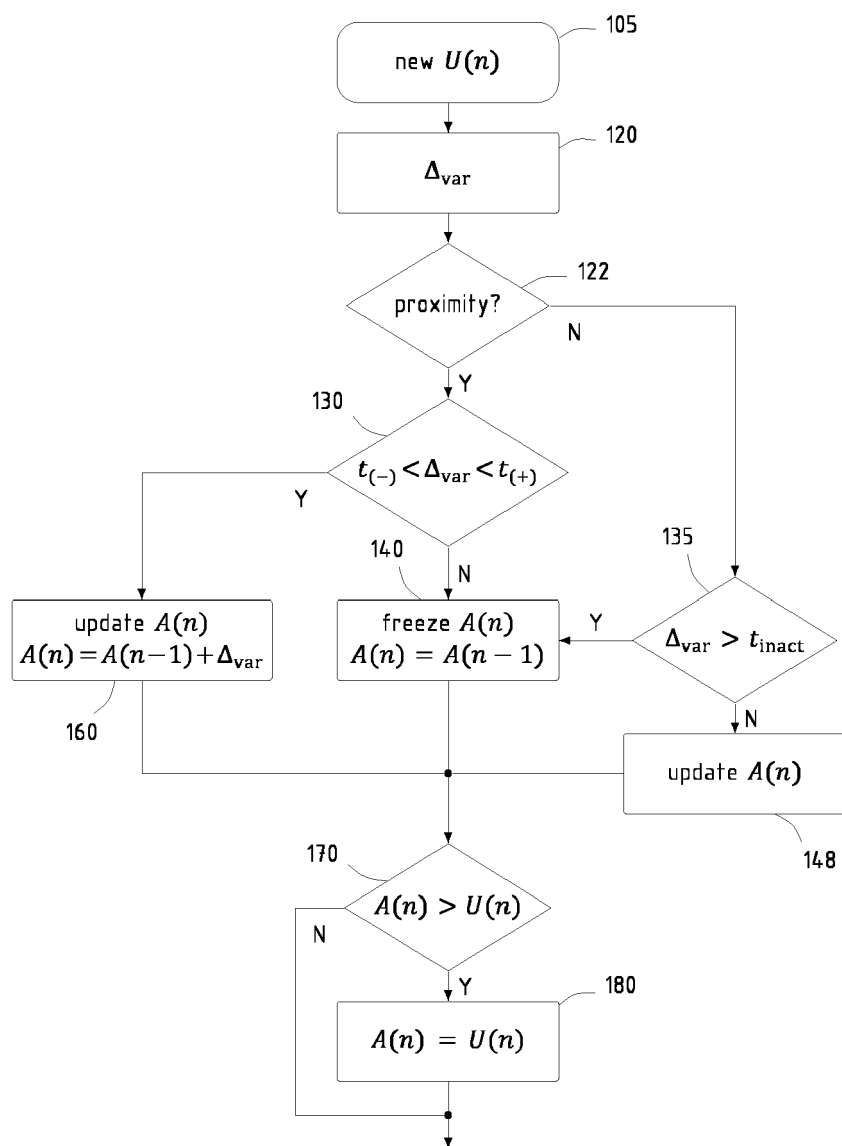 105
new U(n)
120
Δvar
122
proximity?
N
Y
130
t(−) < Δvar < t(+)
Y
N
135
140
update A(n)
A(n) = A(n−1) + Δvar
160
freeze A(n)
A(n) = A(n − 1)
Y
Δvar > tinact
N
update A(n)
148
170
A(n) > U(n)
N
Y
180
A(n) = U(n)